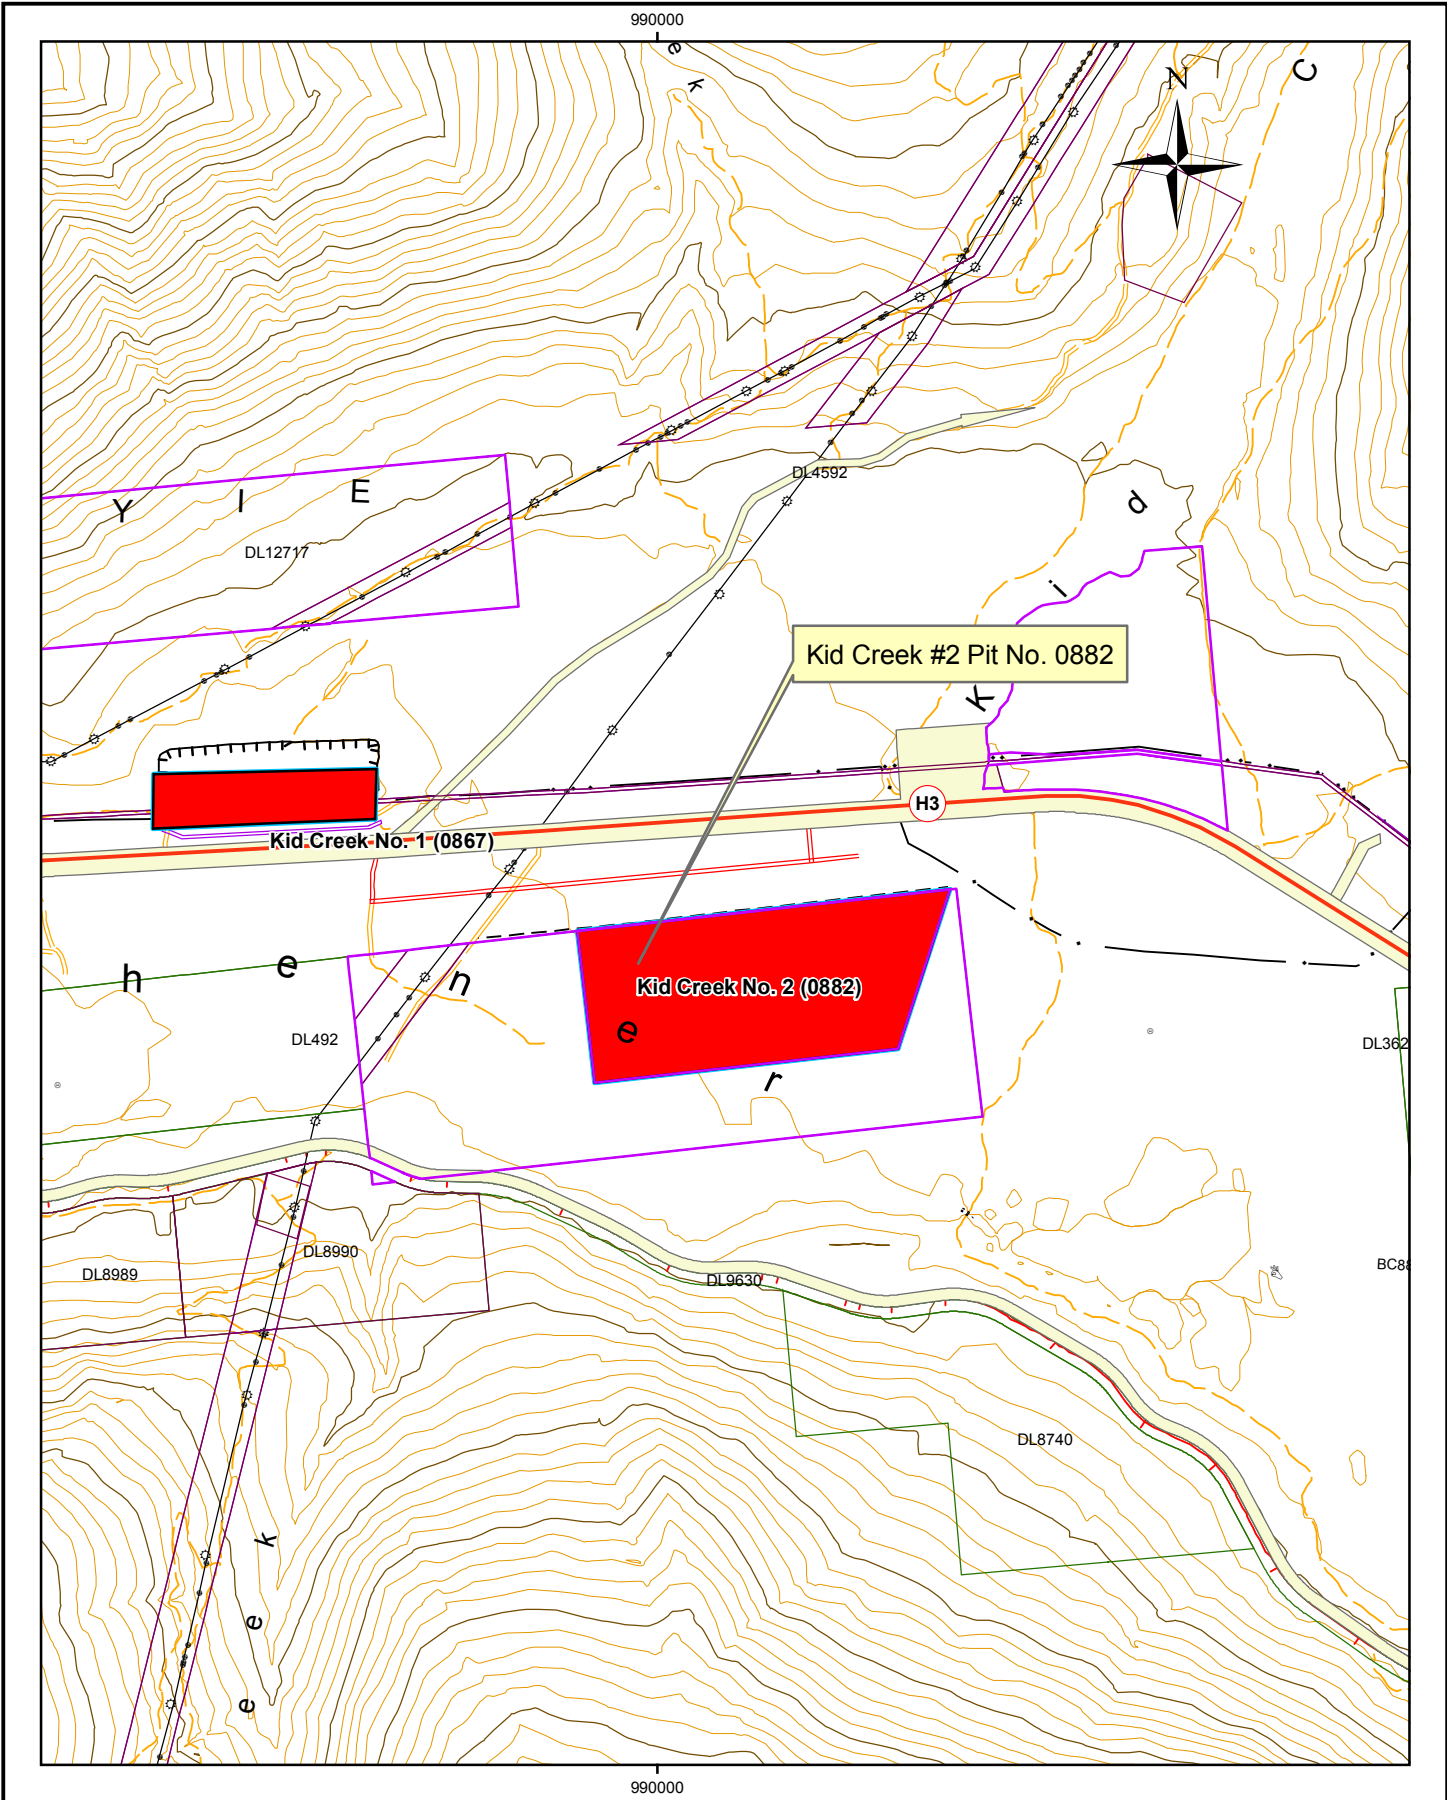 990000
e
k
N
C
DL4592
Y I E
d
DL12717
i
Kid Creek #2 Pit No. 0882
K
H3
Kid Creek No. 1 (0867)
h e n
Kid Creek No. 2 (0882)
e
DL492
DL362
r
DL8990
DL8989
DL9630
BC88
DL8740
k
e
e
990000